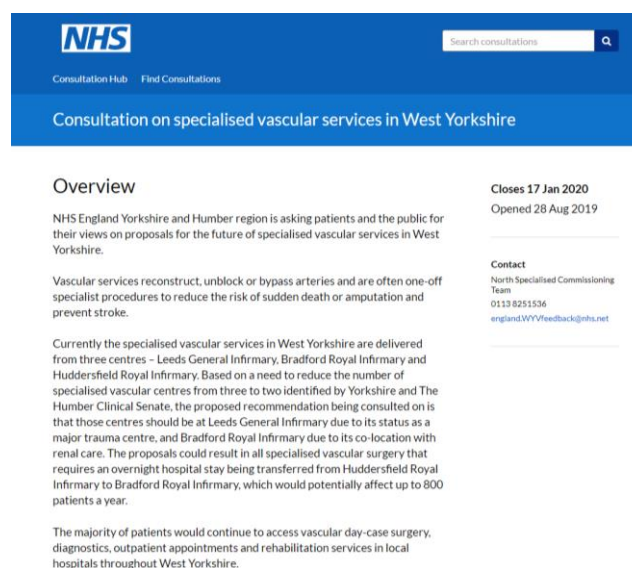 NHS
Search consultations
Consultation Hub Find Consultations
Consultation on specialised vascular services in West Yorkshire
Overview
NHS England Yorkshire and Humber region is asking patients and the public for
their views on proposals for the future of specialised vascular services in West
Yorkshire.
Vascular services reconstruct, unblock or bypass arteries and are often one-off
specialist procedures to reduce the risk of sudden death or amputation and
prevent stroke.
Currently the specialised vascular services in West Yorkshire are delivered
from three centres – Leeds General Infirmary, Bradford Royal Infirmary and
Huddersfield Royal Infirmary. Based on a need to reduce the number of
specialised vascular centres from three to two identified by Yorkshire and The
Humber Clinical Senate, the proposed recommendation being consulted on is
that those centres should be at Leeds General Infirmary due to its status as a
major trauma centre, and Bradford Royal Infirmary due to its co-location with
renal care. The proposals could result in all specialised vascular surgery that
requires an overnight hospital stay being transferred from Huddersfield Royal
Infirmary to Bradford Royal Infirmary, which would potentially affect up to 800
patients a year.
The majority of patients would continue to access vascular day-case surgery,
diagnostics, outpatient appointments and rehabilitation services in local
hospitals throughout West Yorkshire.
Closes 17 Jan 2020
Opened 28 Aug 2019
Contact
North Specialised Commissioning
Team
0113 8251536
england.WYVfeedback@nhs.net